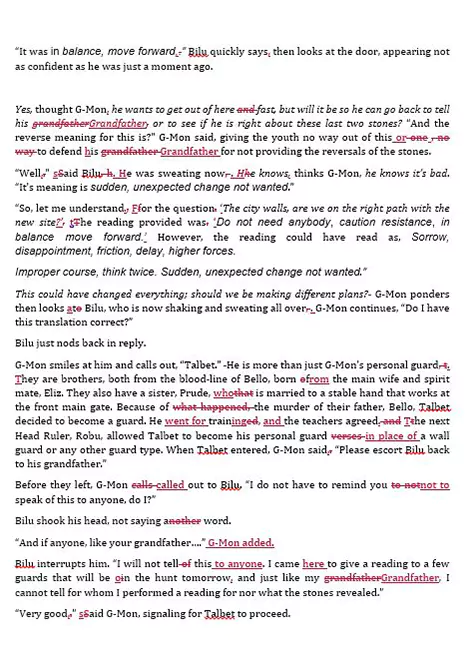 “It was in balance, move forward.,” Bilu quickly says, then looks at the door, appearing not
as confident as he was just a moment ago.
Yes, thought G-Mon, he wants to get out of here and fast, but will it be so he can go back to tell
his grandfatherGrandfather, or to see if he is right about these last two stones? “And the
reverse meaning for this is?” G-Mon said, giving the youth no way out of this or one , no
way to defend his grandfather Grandfather for not providing the reversals of the stones.
“Well,” sSaid Bilu. h. He was sweating now, . Hhe knows, thinks G-Mon, he knows it’s bad.
“It’s meaning is sudden, unexpected change not wanted.”
“So, let me understand., Ffor the question. ‘The city walls, are we on the right path with the
new site?’. tThe reading provided was. ‘Do not need anybody, caution resistance, in
balance move forward.’ However, the reading could have read as, Sorrow,
disappointment, friction, delay, higher forces.
Improper course, think twice. Sudden, unexpected change not wanted.”
This could have changed everything; should we be making different plans?- G-Mon ponders
then looks ato Bilu, who is now shaking and sweating all over. . G-Mon continues, “Do I have
this translation correct?”
Bilu just nods back in reply.
G-Mon smiles at him and calls out, “Talbet.” -He is more than just G-Mon’s personal guard. t.
They are brothers, both from the blood-line of Bello, born ofrom the main wife and spirit
mate, Eliz. They also have a sister, Prude, whothat is married to a stable hand that works at
the front main gate. Because of what happened, the murder of their father, Bello, Talbet
decided to become a guard. He went for traininged, and the teachers agreed, and Tthe next
Head Ruler, Robu, allowed Talbet to become his personal guard verses in place of a wall
guard or any other guard type. When Talbet entered, G-Mon said, “Please escort Bilu back
to his grandfather.”
Before they left, G-Mon calls called out to Bilu, “I do not have to remind you to notnot to
speak of this to anyone, do I?”
Bilu shook his head, not saying another word.
“And if anyone, like your grandfather....” G-Mon added.
Bilu interrupts him. “I will not tell of this to anyone. I came here to give a reading to a few
guards that will be oin the hunt tomorrow, and just like my grandfatherGrandfather, I
cannot tell for whom I performed a reading for nor what the stones revealed.”
“Very good,” sSaid G-Mon, signaling for Talbet to proceed.